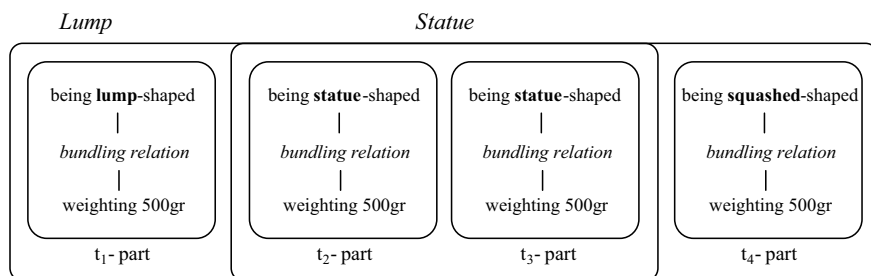 Lump Statue
being lump-shaped being statue-shaped being statue-shaped being squashed-shaped
bundling relation bundling relation bundling relation bundling relation
weighting 500gr weighting 500gr weighting 500gr weighting 500gr
t₁- part t₂- part t₃- part t₄- part